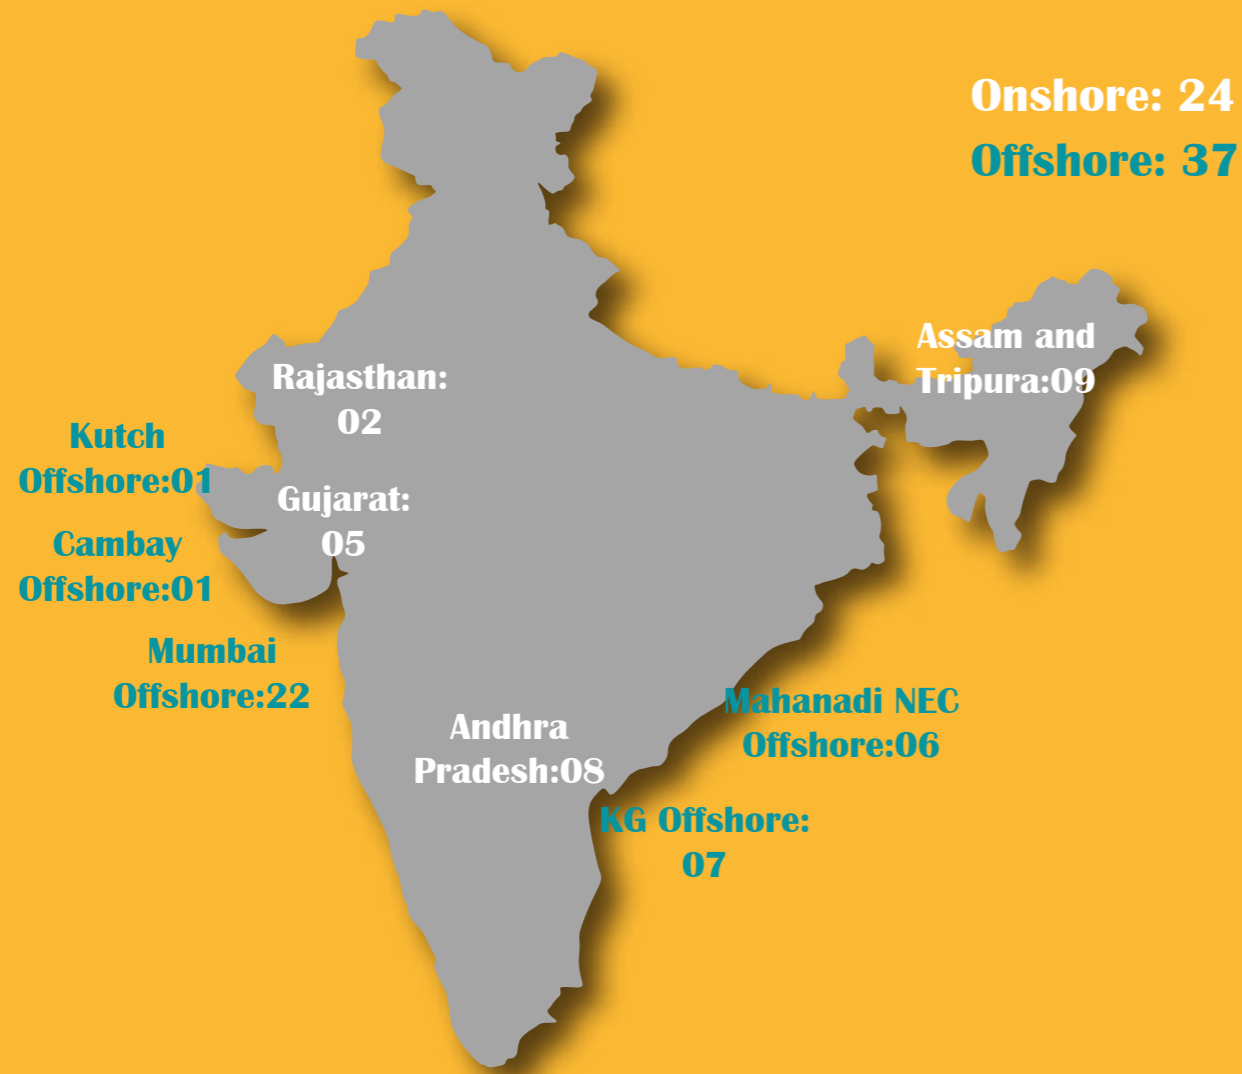 Onshore: 24
Offshore: 37
Assam and
Tripura:09
Rajasthan:
02
Kutch
Offshore:01
Gujarat:
05
Cambay
Offshore:01
Mumbai
Offshore:22
Mahanadi NEC
Offshore:06
Andhra
Pradesh:08
KG Offshore:
07